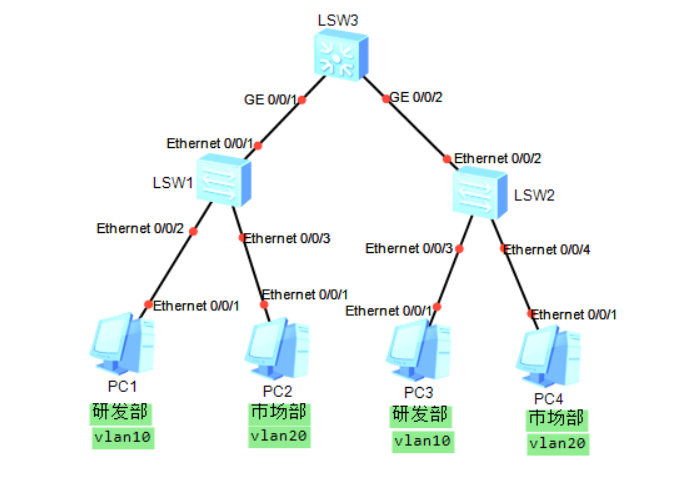 LSW3
GE 0/0/1
GE 0/0/2
Ethernet 0/0/1
Ethernet 0/0/2
LSW1
LSW2
Ethernet 0/0/2
Ethernet 0/0/3
Ethernet 0/0/3
Ethernet 0/0/4
Ethernet 0/0/1
Ethernet 0/0/1
Ethernet 0/0/1
Ethernet 0/0/1
PC1
PC2
PC3
PC4
研发部
市场部
研发部
市场部
vlan10
vlan20
vlan10
vlan20